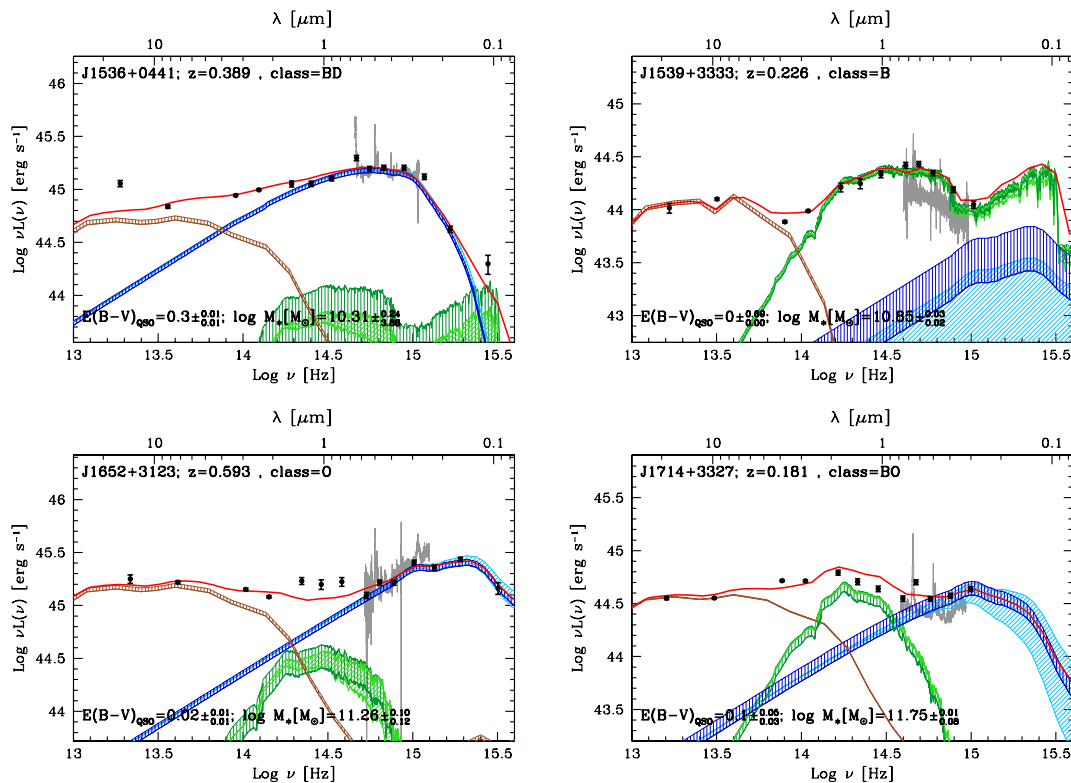 λ [μm]
10 1 0.1
J1536+0441; z=0.389 , class=BD
46
45.5
45
44.5
44
Log νL(ν) [erg s⁻¹]
E(B−V)QSO=0.3±0.01 0.01; log M*[M⊙]=10.31±0.24
13 13.5 14 14.5 15 15.5
Log ν [Hz]
λ [μm]
10 1 0.1
J1539+3333; z=0.226 , class=B
45
44.5
44
43.5
43
Log νL(ν) [erg s⁻¹]
E(B−V)QSO=0± 0.00; log M*[M⊙]=10.85±0.03 0.02
13 13.5 14 14.5 15 15.5
Log ν [Hz]
λ [μm]
10 1 0.1
J1652+3123; z=0.593 , class=O
46
45.5
45
44.5
44
Log νL(ν) [erg s⁻¹]
E(B−V)QSO=0.02±0.01 0.01; log M*[M⊙]=11.26±0.10 0.12
13 13.5 14 14.5 15 15.5
Log ν [Hz]
λ [μm]
10 1 0.1
J1714+3327; z=0.181 , class=BO
45.5
45
44.5
44
Log νL(ν) [erg s⁻¹]
E(B−V)QSO=0.1±0.05 0.03; log M*[M⊙]=11.75±0.01
13 13.5 14 14.5 15 15.5
Log ν [Hz]